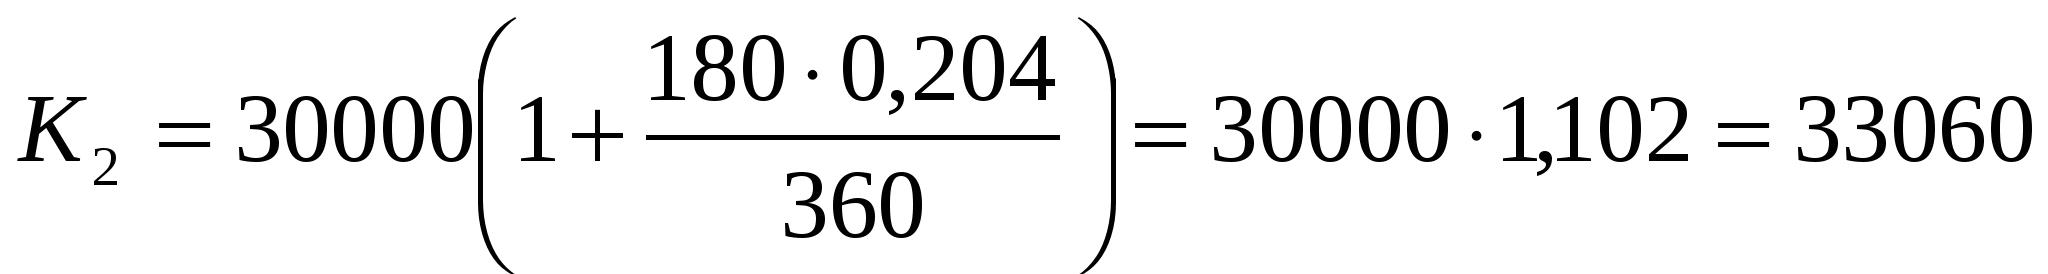 K₂ = 30000(1 + (180 · 0,204)/360) = 30000 · 1,102 = 33060